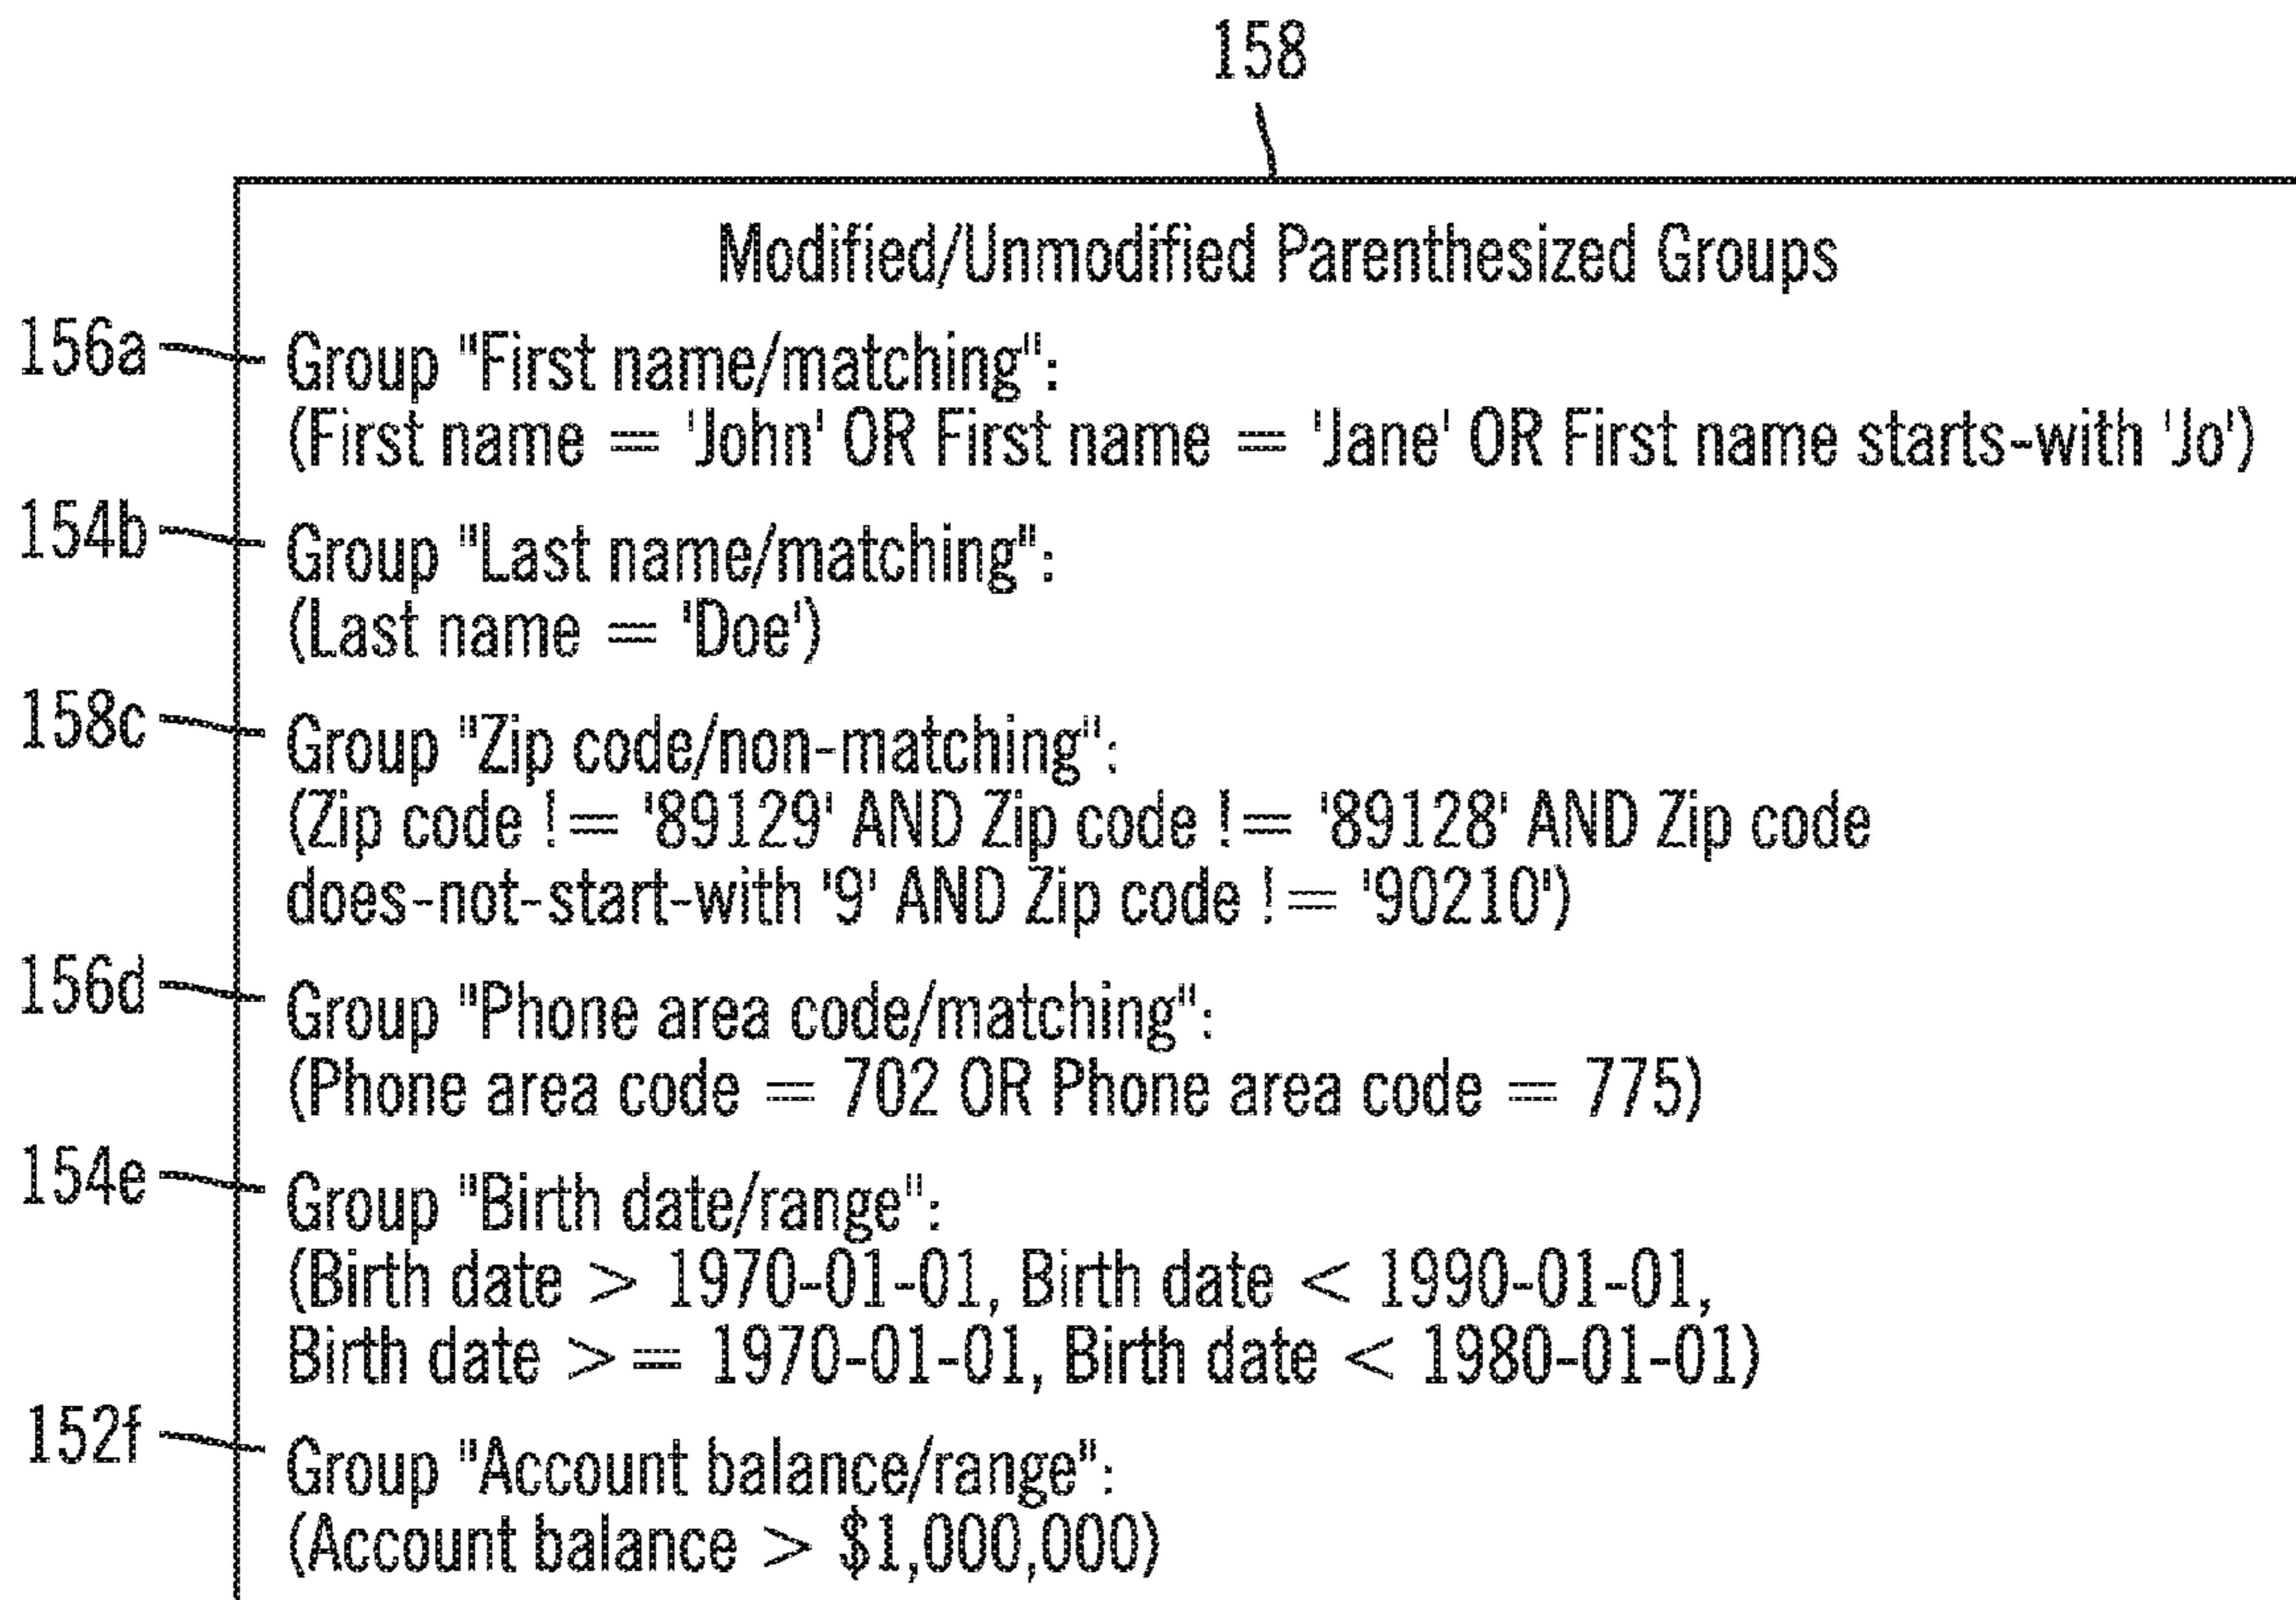 158
Modified/Unmodified Parenthesized Groups
156a
Group "First name/matching":
(First name == 'John' OR First name == 'Jane' OR First name starts-with 'Jo')
154b
Group "Last name/matching":
(Last name == 'Doe')
158c
Group "Zip code/non-matching":
(Zip code !== '89129' AND Zip code !== '89128' AND Zip code
does-not-start-with '9' AND Zip code !== '90210')
156d
Group "Phone area code/matching":
(Phone area code == 702 OR Phone area code == 775)
154e
Group "Birth date/range":
(Birth date > 1970-01-01, Birth date < 1990-01-01,
Birth date >== 1970-01-01, Birth date < 1980-01-01)
152f
Group "Account balance/range":
(Account balance > $1,000,000)